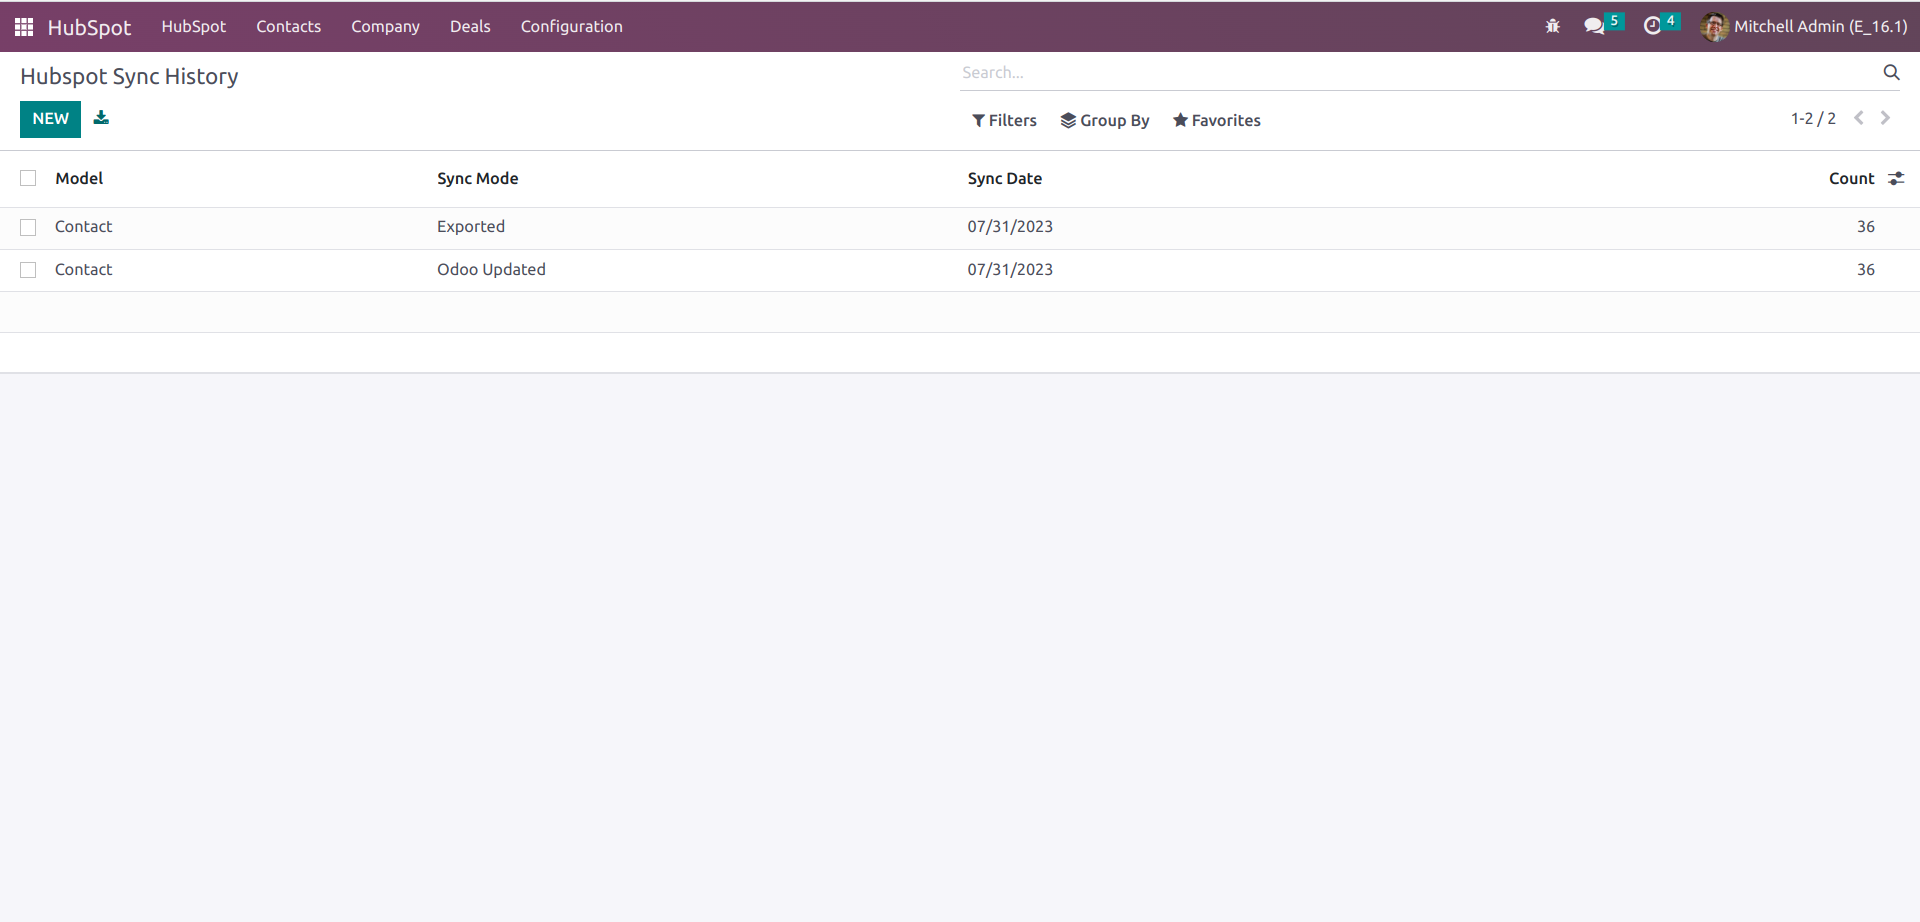 HubSpot HubSpot Contacts Company Deals Configuration 5 4 Mitchell Admin (E_16.1)
Hubspot Sync History Search...
NEW Filters Group By Favorites 1-2 / 2
Model Sync Mode Sync Date Count
Contact Exported 07/31/2023 36
Contact Odoo Updated 07/31/2023 36